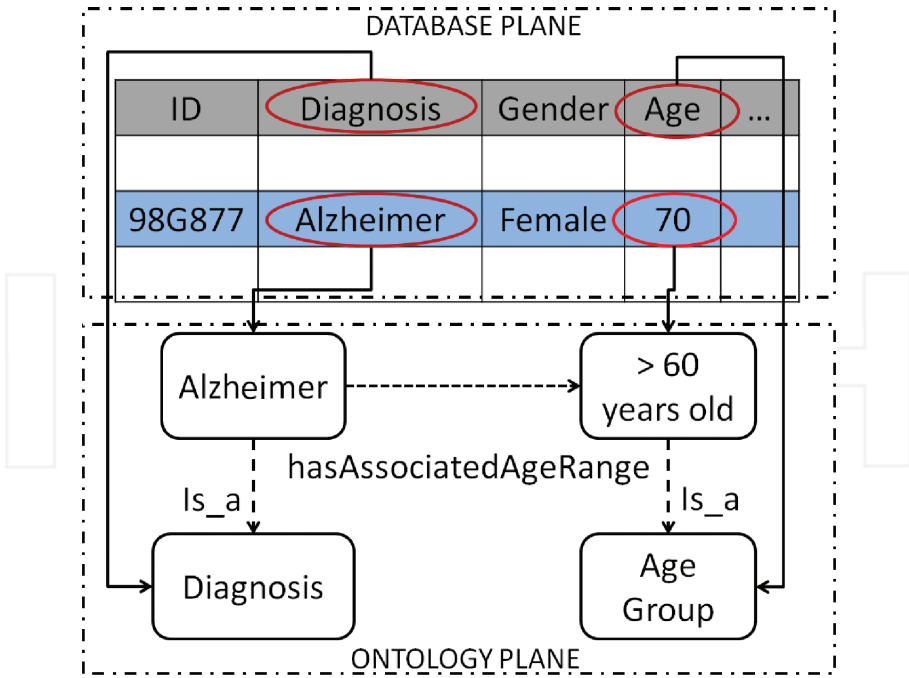 DATABASE PLANE
ID Diagnosis Gender Age ...
98G877 Alzheimer Female 70
Alzheimer
> 60
years old
hasAssociatedAgeRange
Is_a
Is_a
Diagnosis
Age
Group
ONTOLOGY PLANE